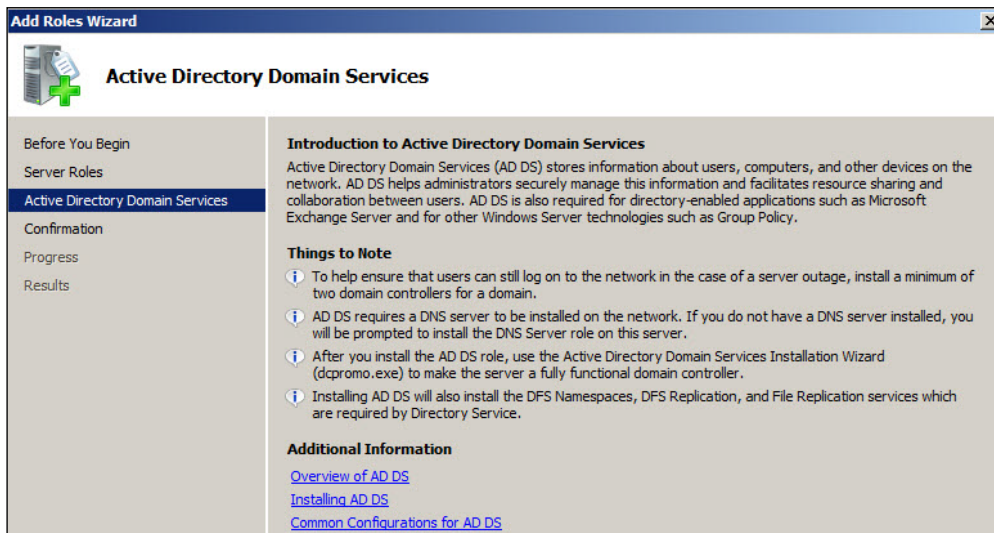 Add Roles Wizard
Active Directory Domain Services
Before You Begin
Server Roles
Active Directory Domain Services
Confirmation
Progress
Results
Introduction to Active Directory Domain Services
Active Directory Domain Services (AD DS) stores information about users, computers, and other devices on the
network. AD DS helps administrators securely manage this information and facilitates resource sharing and
collaboration between users. AD DS is also required for directory-enabled applications such as Microsoft
Exchange Server and for other Windows Server technologies such as Group Policy.
Things to Note
To help ensure that users can still log on to the network in the case of a server outage, install a minimum of
two domain controllers for a domain.
AD DS requires a DNS server to be installed on the network. If you do not have a DNS server installed, you
will be prompted to install the DNS Server role on this server.
After you install the AD DS role, use the Active Directory Domain Services Installation Wizard
(dcpromo.exe) to make the server a fully functional domain controller.
Installing AD DS will also install the DFS Namespaces, DFS Replication, and File Replication services which
are required by Directory Service.
Additional Information
Overview of AD DS
Installing AD DS
Common Configurations for AD DS